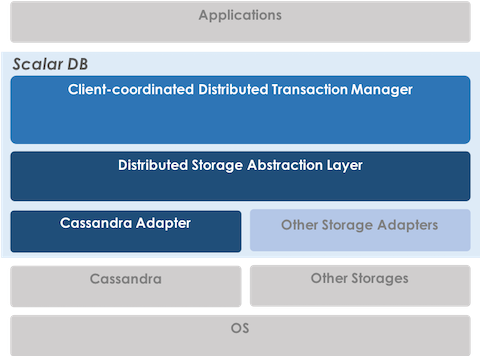 Applications
Scalar DB
Client-coordinated Distributed Transaction Manager
Distributed Storage Abstraction Layer
Cassandra Adapter
Other Storage Adapters
Cassandra
Other Storages
OS